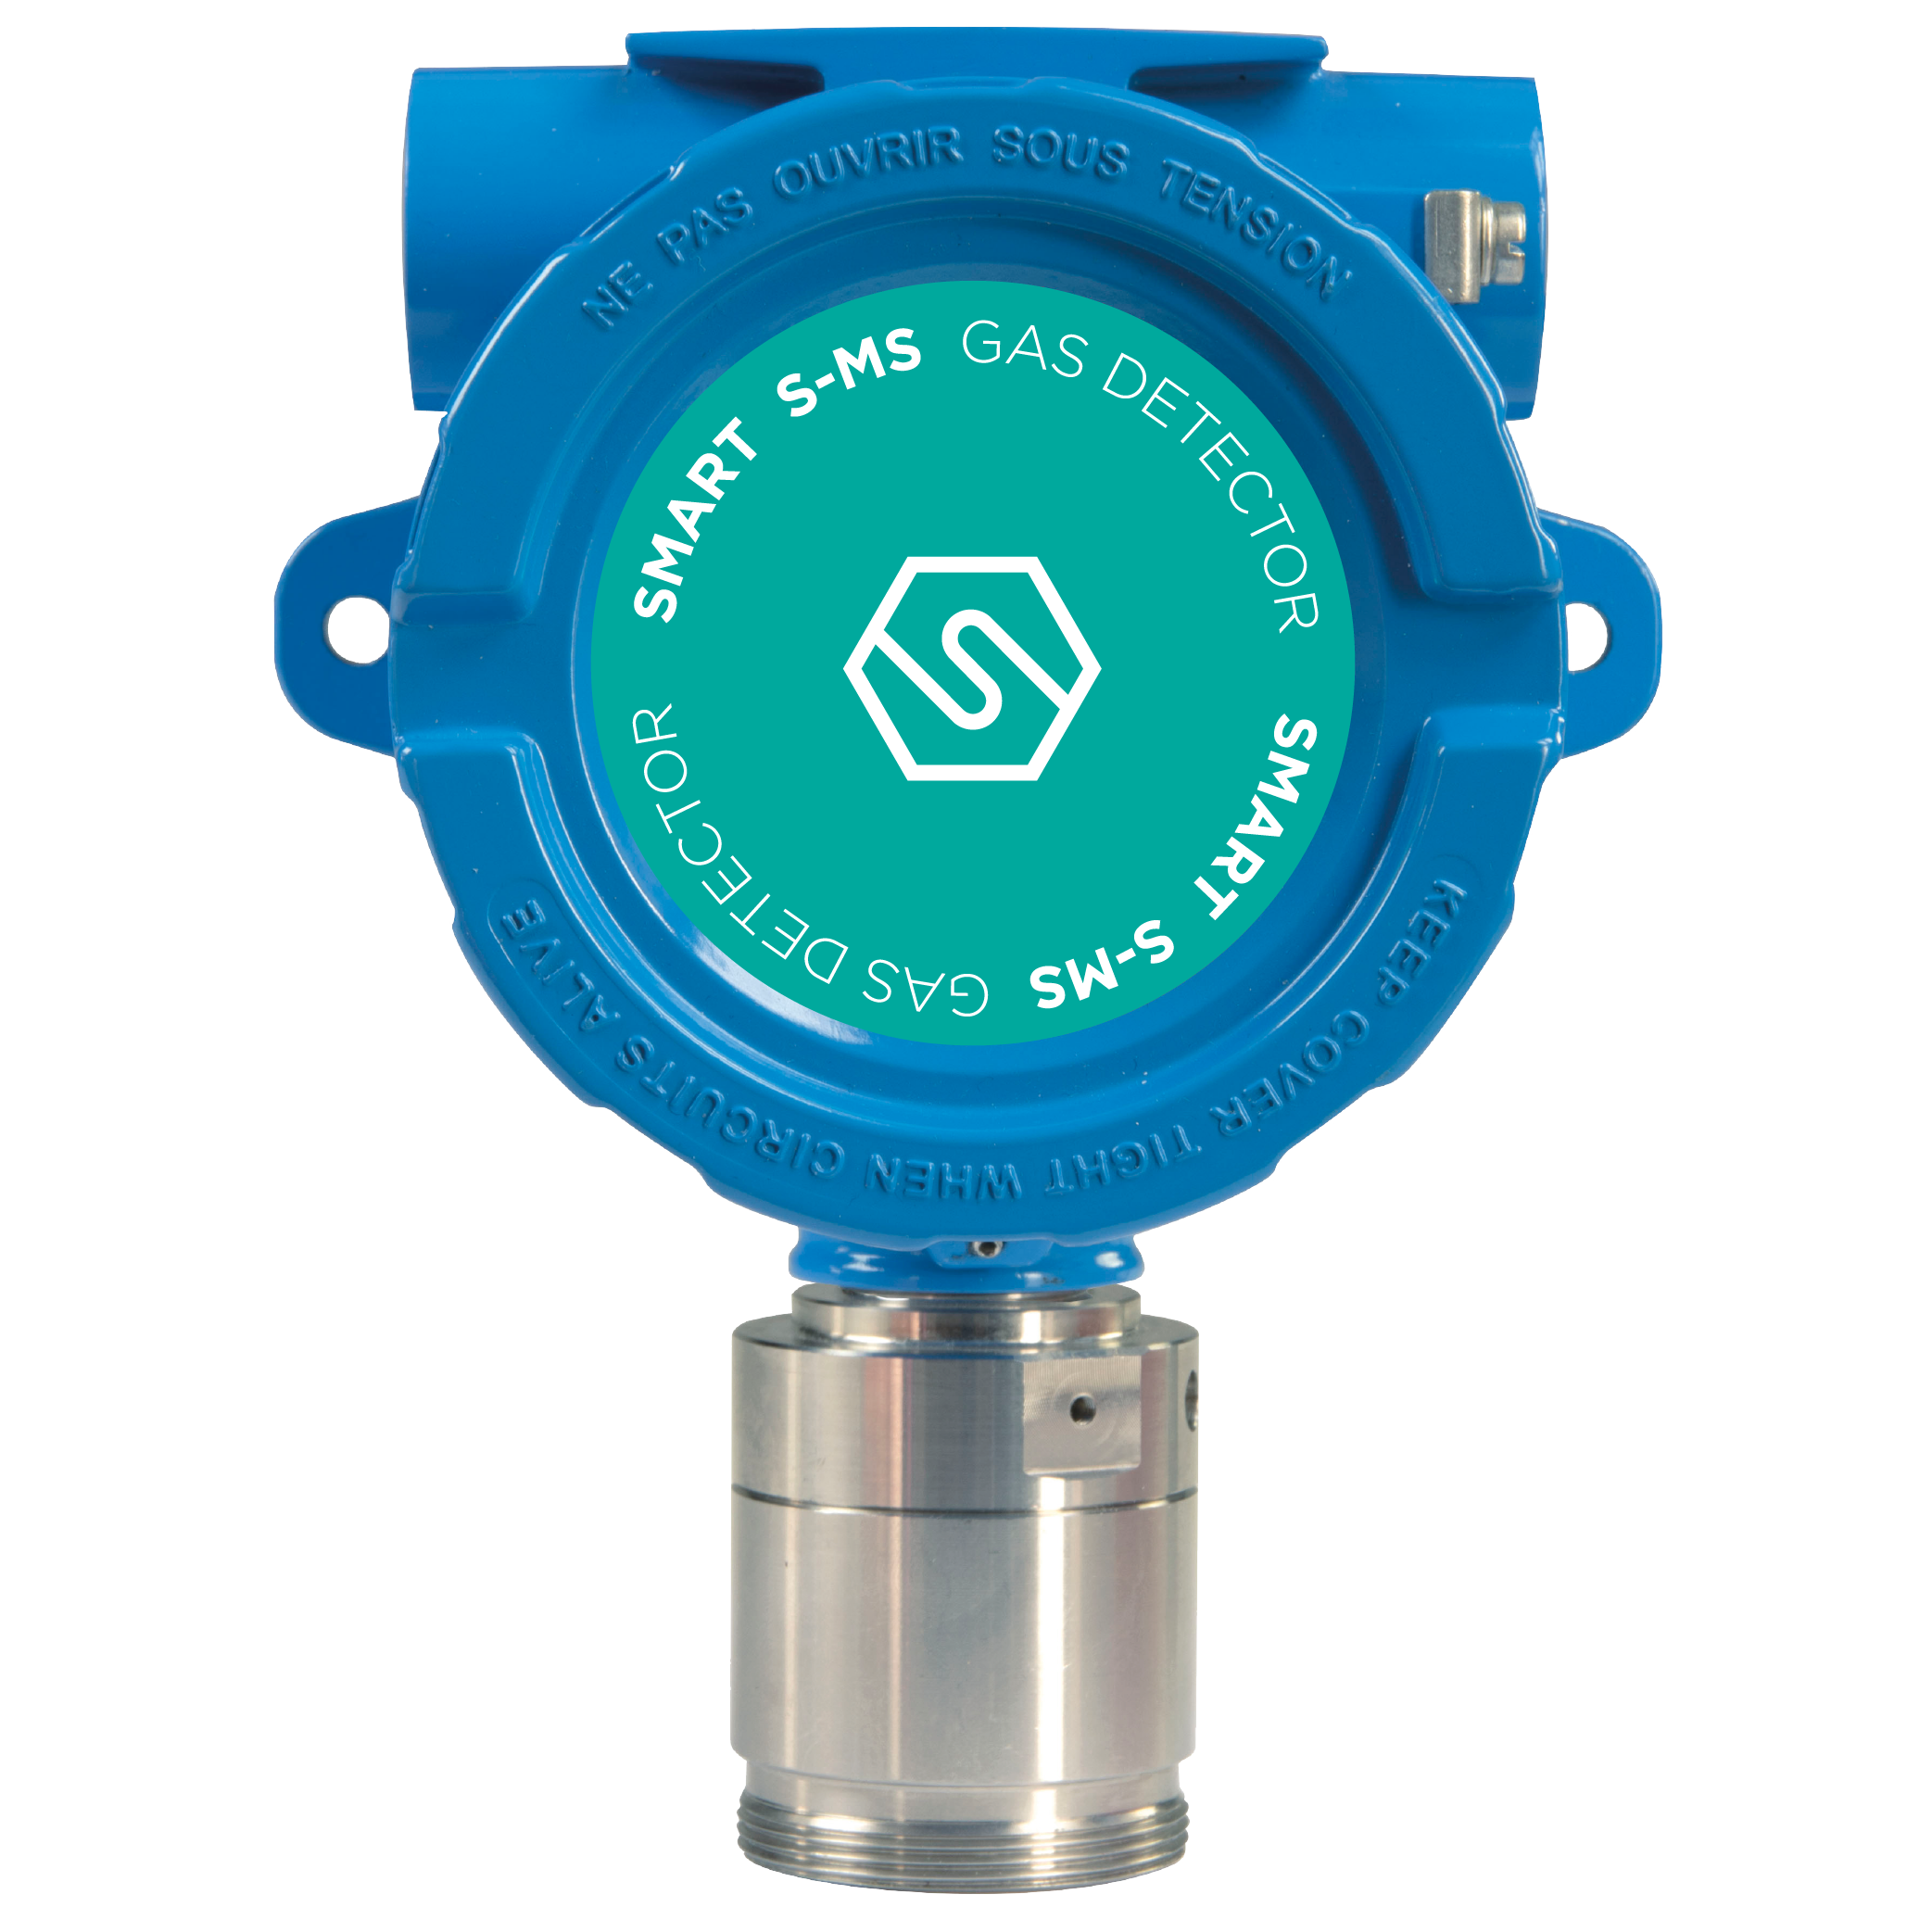 NE PAS OUVRIR SOUS TENSION
SMART S-MS GAS DETECTOR
SMART S-MS GAS DETECTOR
KEEP COVER TIGHT WHEN CIRCUITS ALIVE